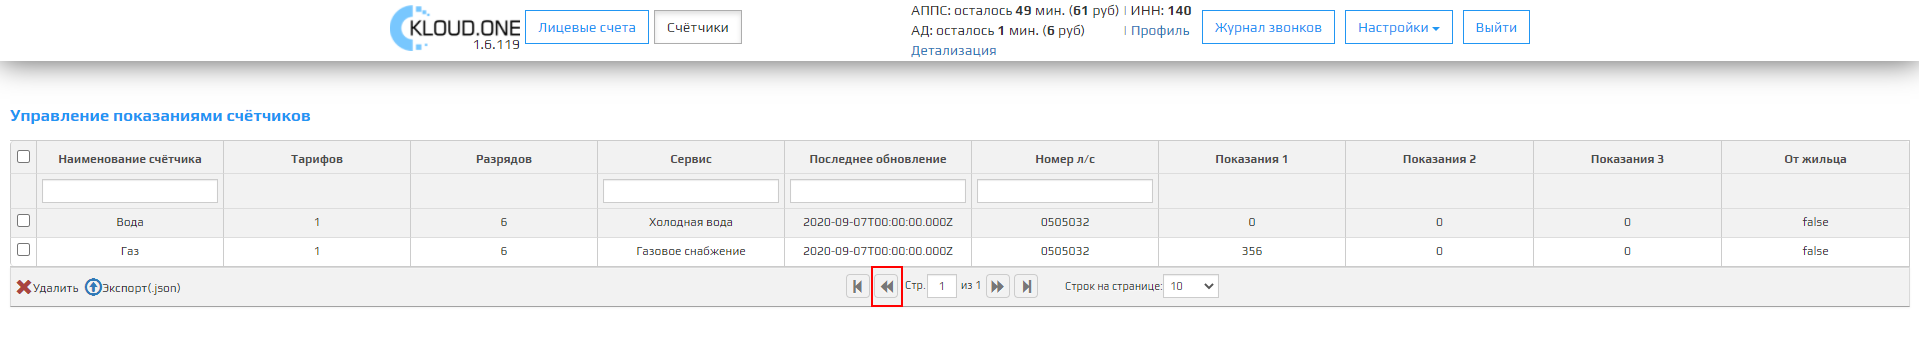 KLOUD.ONE
1.6.119
Лицевые счета
Счётчики
АППС: осталось 49 мин. (61 руб) | ИНН: 140
АД: осталось 1 мин. (6 руб) | Профиль
Детализация
Журнал звонков
Настройки
Выйти
Управление показаниями счётчиков
Наименование счётчика Тарифов Разрядов Сервис Последнее обновление Номер л/с Показания 1 Показания 2 Показания 3 От жильца
Вода 1 6 Холодная вода 2020-09-07T00:00:00.000Z 0505032 0 0 0 false
Газ 1 6 Газовое снабжение 2020-09-07T00:00:00.000Z 0505032 356 0 0 false
Удалить Экспорт(.json) Стр. 1 из 1 Строк на странице: 10